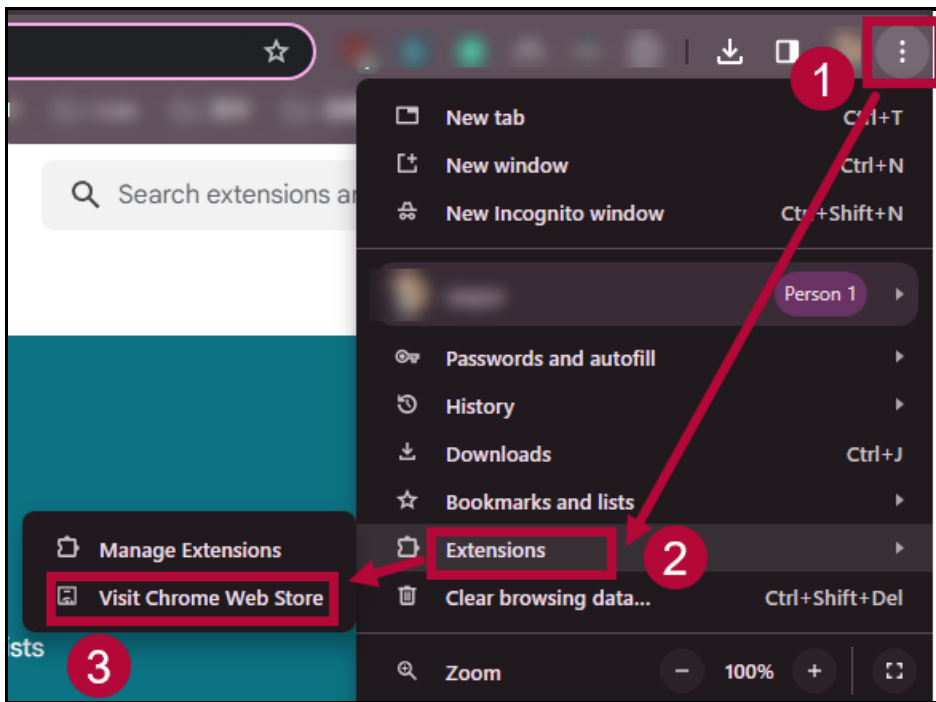 1
New tab Ctrl+T
New window Ctrl+N
Search extensions
New Incognito window Ctrl+Shift+N
Person 1
Passwords and autofill
History
Downloads Ctrl+J
Bookmarks and lists
Manage Extensions
Extensions
2
Visit Chrome Web Store
Clear browsing data... Ctrl+Shift+Del
3
Zoom - 100% +